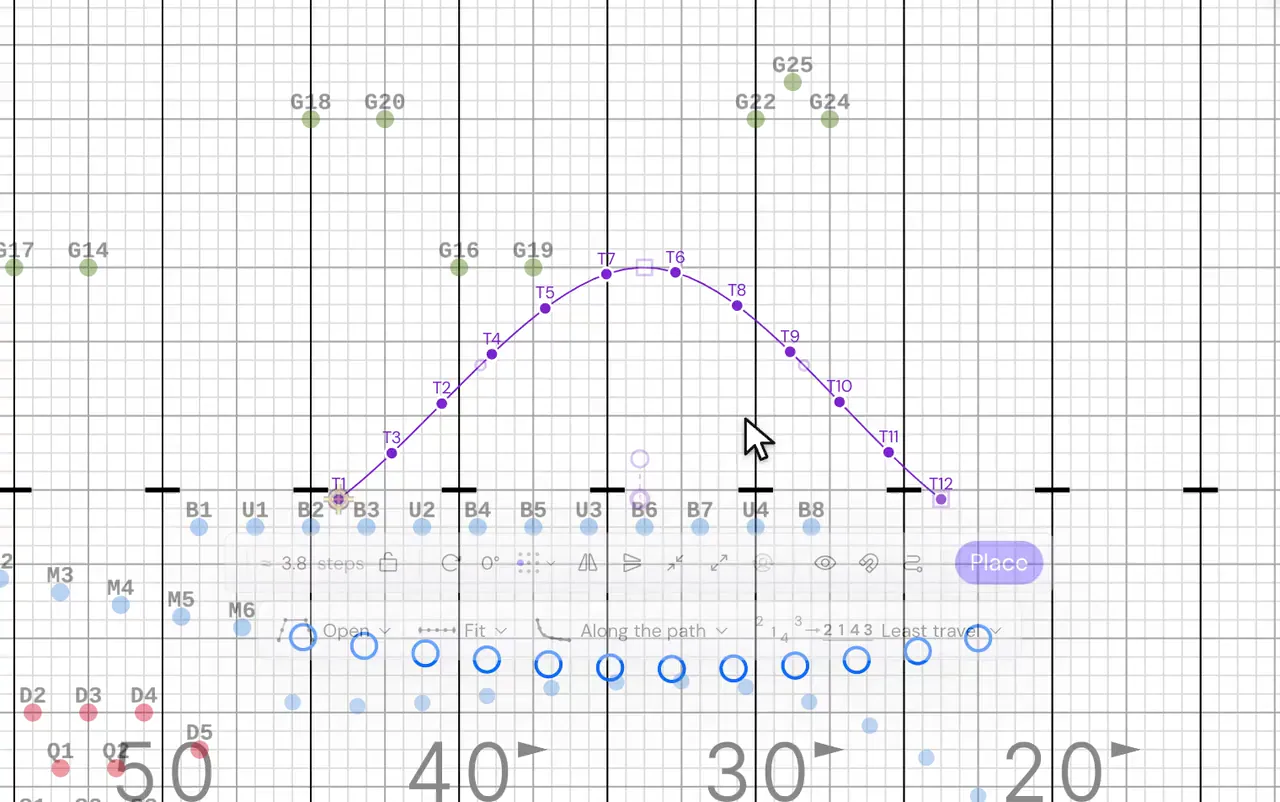 G25
G18 G20 G22 G24
G17 G14 G16 G19 T7 T6
T5 T8
T4 T9
T2 T10
T3 T11
T1 T12
B1 U1 B2 B3 U2 B4 B5 U3 B6 B7 U4 B8
≈ 3.8 steps 0° Place
M3 M4 M5 M6
Open Fit Along the path 2 1 4 3 → 2143 Least travel
D2 D3 D4
D5
Q1 Q2
50 40 30 20